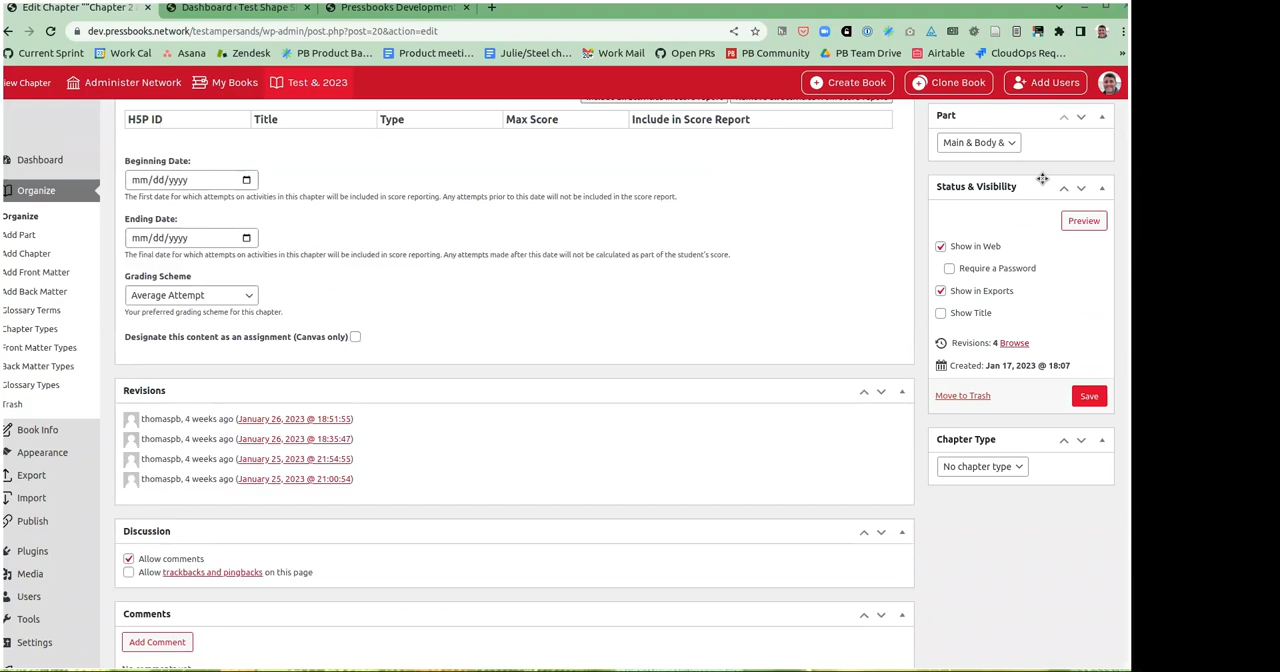 Edit Chapter ""Chapter 2
Dashboard ‹ Test Shape S
Pressbooks Developmen
dev.pressbooks.network/testampersands/wp-admin/post.php?post=20&action=edit
Current Sprint
Work Cal
Asana
Zendesk
PB Product Ba...
Product meeti...
Julie/Steel ch...
Work Mail
Open PRs
PB Community
PB Team Drive
Airtable
CloudOps Req...
»
iew Chapter
Administer Network
My Books
Test & 2023
Create Book
Clone Book
Add Users
Dashboard
Organize
Organize
Add Part
Add Chapter
Add Front Matter
Add Back Matter
Glossary Terms
Chapter Types
Front Matter Types
Back Matter Types
Glossary Types
Trash
Book Info
Appearance
Export
Import
Publish
Plugins
Media
Users
Tools
Settings
H5P ID
Title
Type
Max Score
Include in Score Report
Beginning Date:
mm/dd/yyyy
The first date for which attempts on activities in this chapter will be included in score reporting. Any attempts prior to this date will not be included in the score report.
Ending Date:
mm/dd/yyyy
The final date for which attempts on activities in this chapter will be included in score reporting. Any attempts made after this date will not be calculated as part of the student's score.
Grading Scheme
Average Attempt
Your preferred grading scheme for this chapter.
Designate this content as an assignment (Canvas only)
Revisions
thomaspb, 4 weeks ago (January 26, 2023 @ 18:51:55)
thomaspb, 4 weeks ago (January 26, 2023 @ 18:35:47)
thomaspb, 4 weeks ago (January 25, 2023 @ 21:54:55)
thomaspb, 4 weeks ago (January 25, 2023 @ 21:00:54)
Discussion
Allow comments
Allow trackbacks and pingbacks on this page
Comments
Add Comment
Part
Main & Body &
Status & Visibility
Preview
Show in Web
Require a Password
Show in Exports
Show Title
Revisions: 4 Browse
Created: Jan 17, 2023 @ 18:07
Move to Trash
Save
Chapter Type
No chapter type